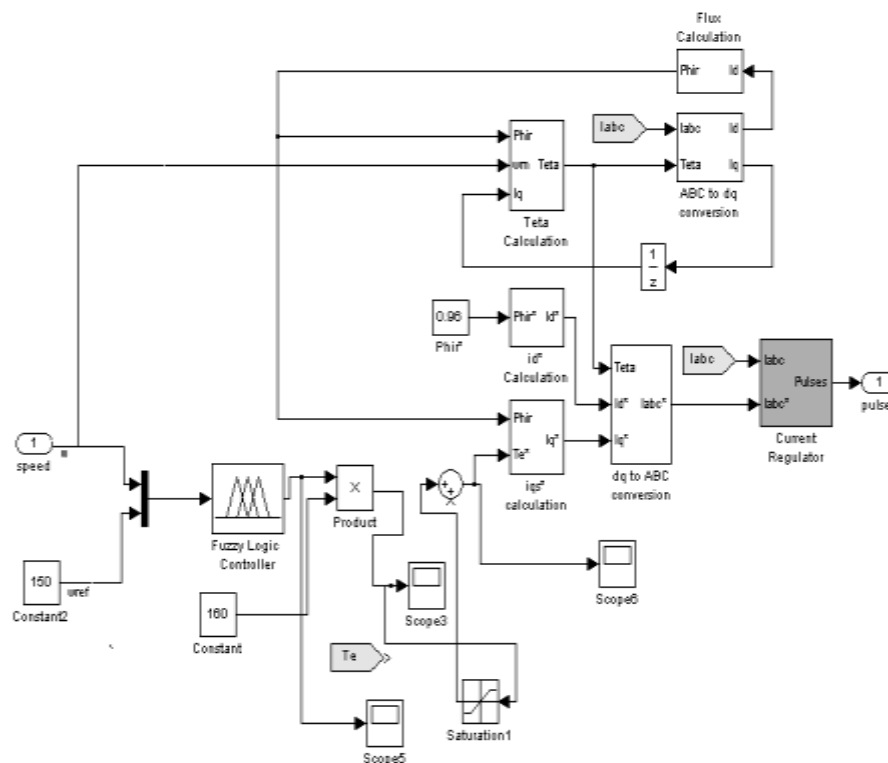 Flux
Calculation
Phir Id
Iabc
Iabc Id
Teta Iq
ABC to dq
conversion
Phir
wm Teta
Iq
Teta
Calculation
1
z
0.96
Phir*
Phir* Id*
id*
Calculation
Teta
Id* Iabc*
Iq*
dq to ABC
conversion
Iabc
Iabc
Pulses
Iabc*
Current
Regulator
1
pulse
Phir
Iq*
Te*
iqs*
calculation
1
speed
Fuzzy Logic
Controller
X
Product
+
+
150
wref
Constant2
160
Constant
Scope3
Scope6
Te
Scope5
Saturation1